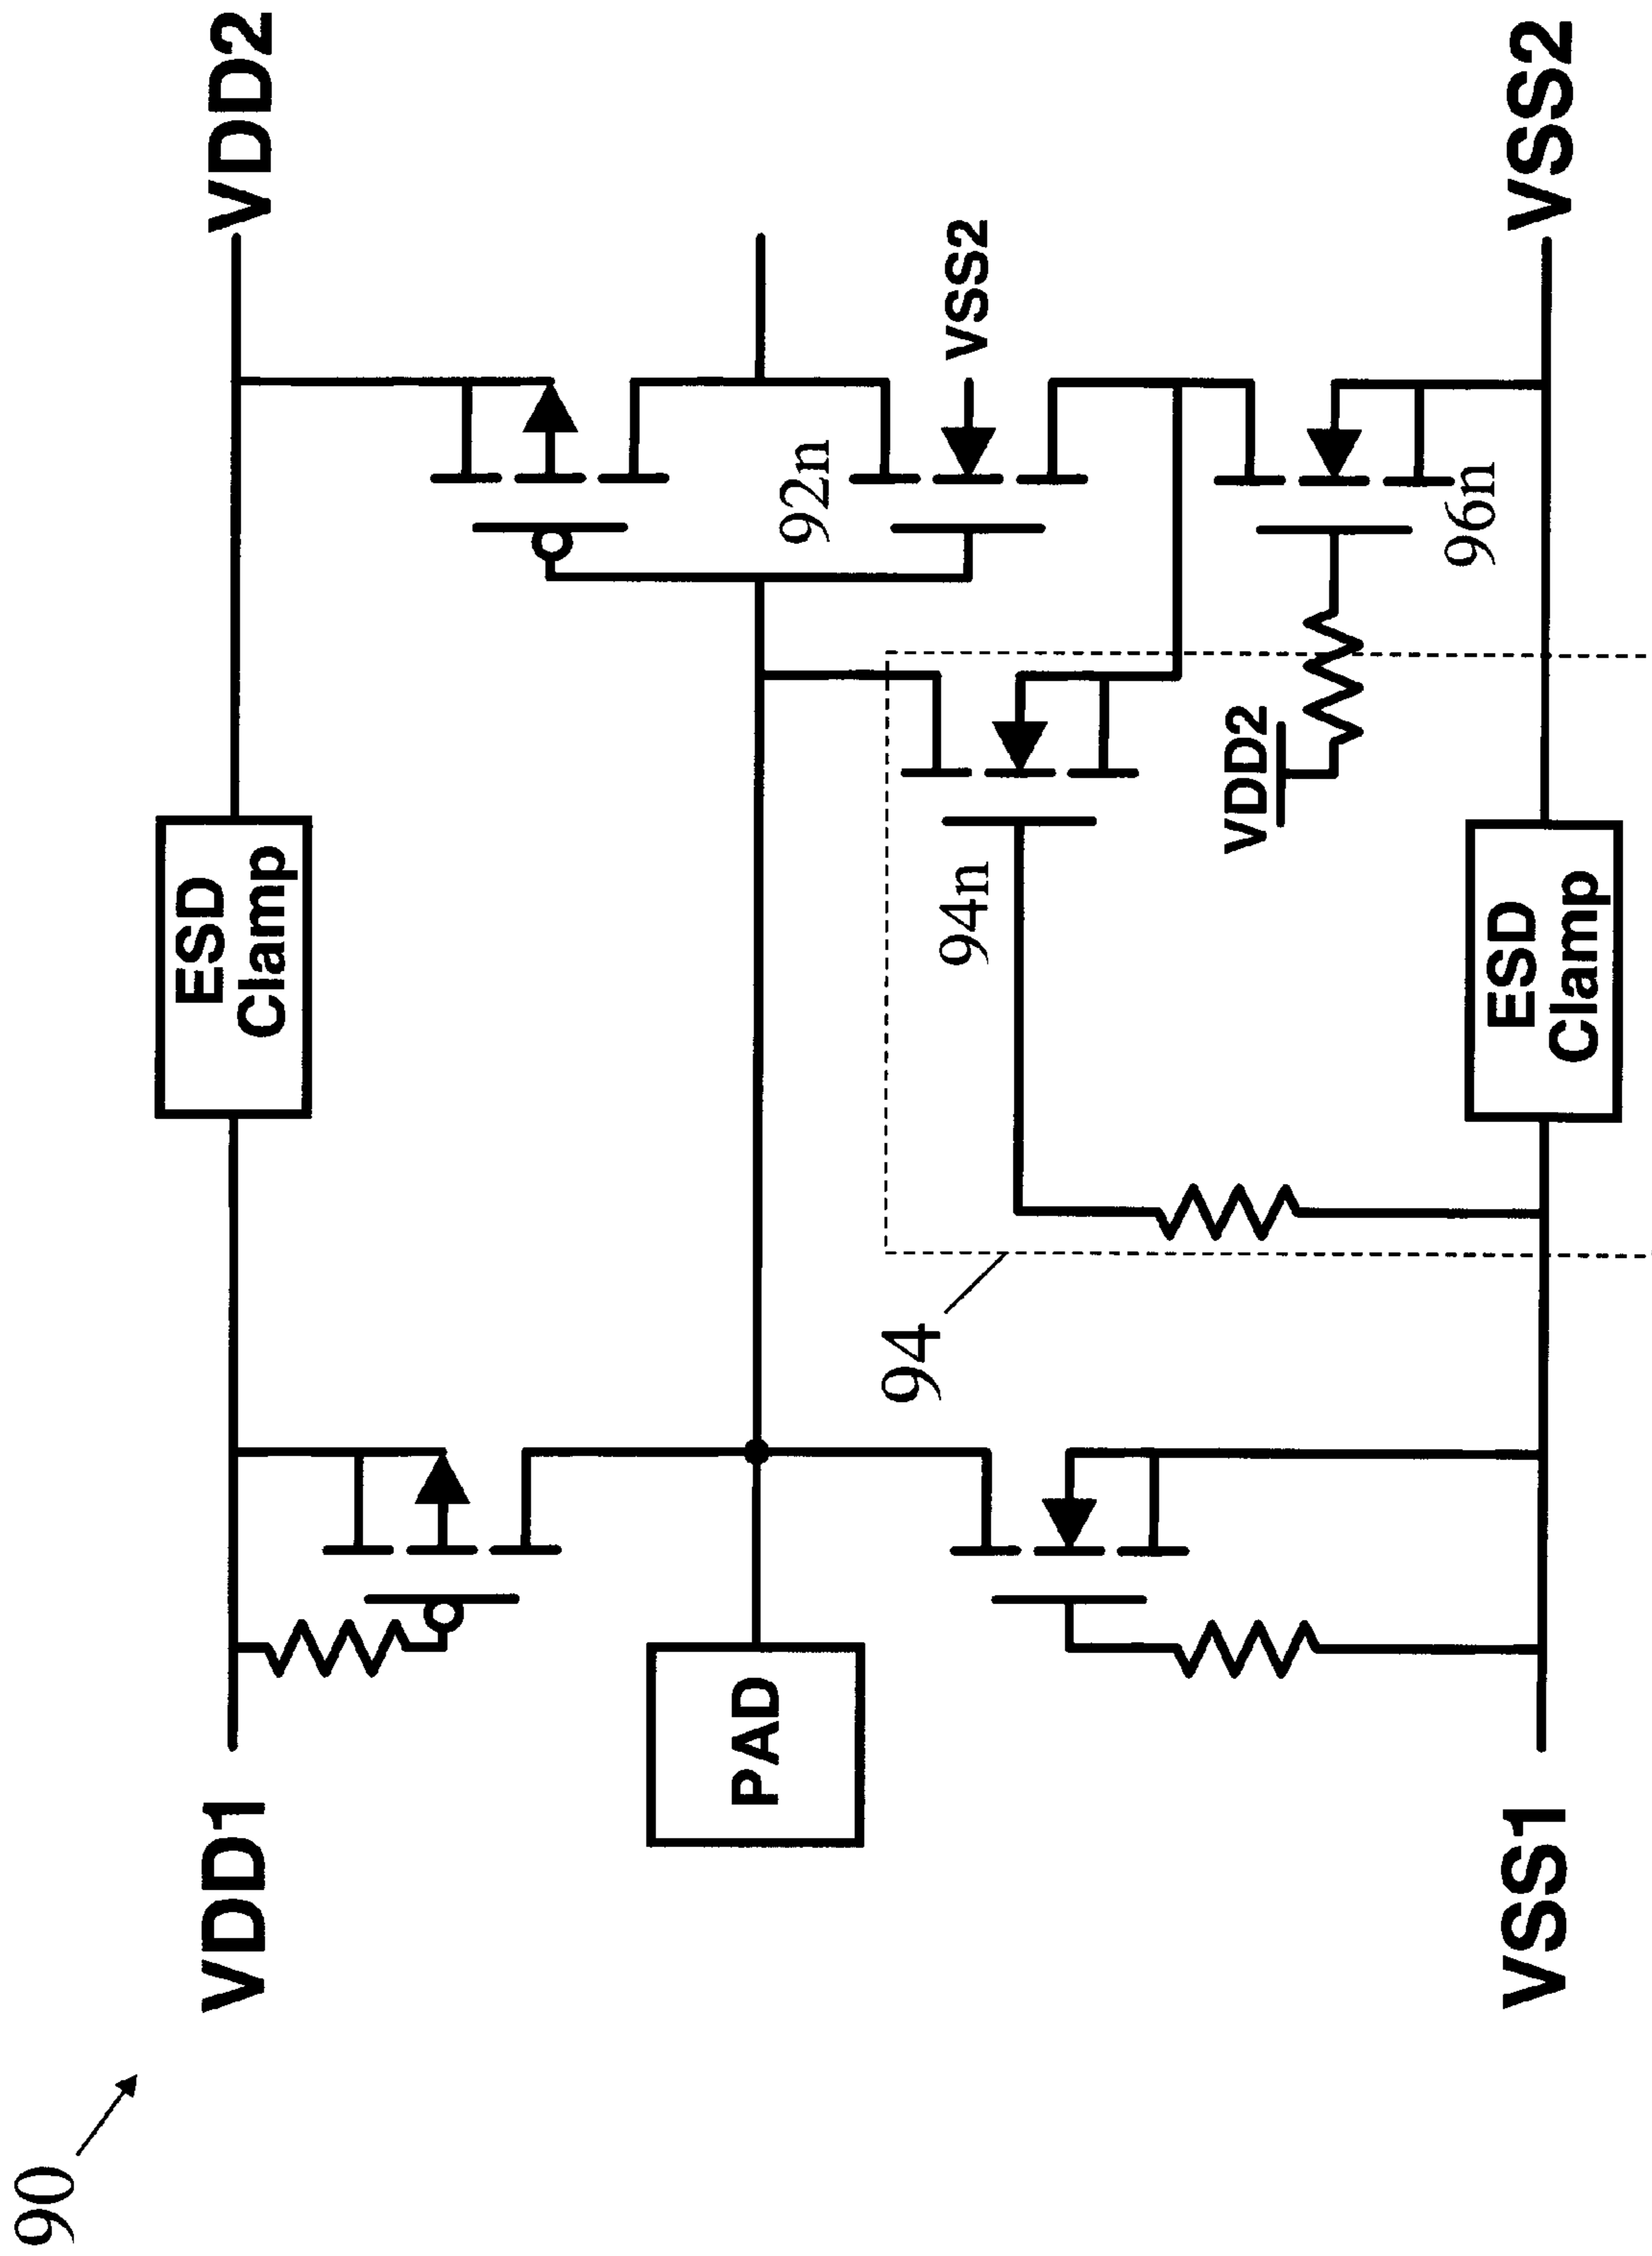 90
VDD1
ESD
Clamp
VDD2
PAD
92n
VSS2
94
94n
VDD2
96n
VSS1
ESD
Clamp
VSS2